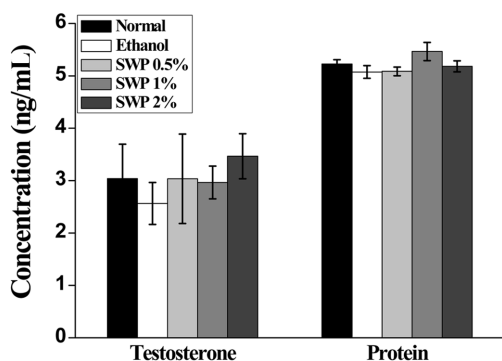 Concentration (ng/mL)
6
5
4
3
2
1
0
Normal
Ethanol
SWP 0.5%
SWP 1%
SWP 2%
Testosterone
Protein